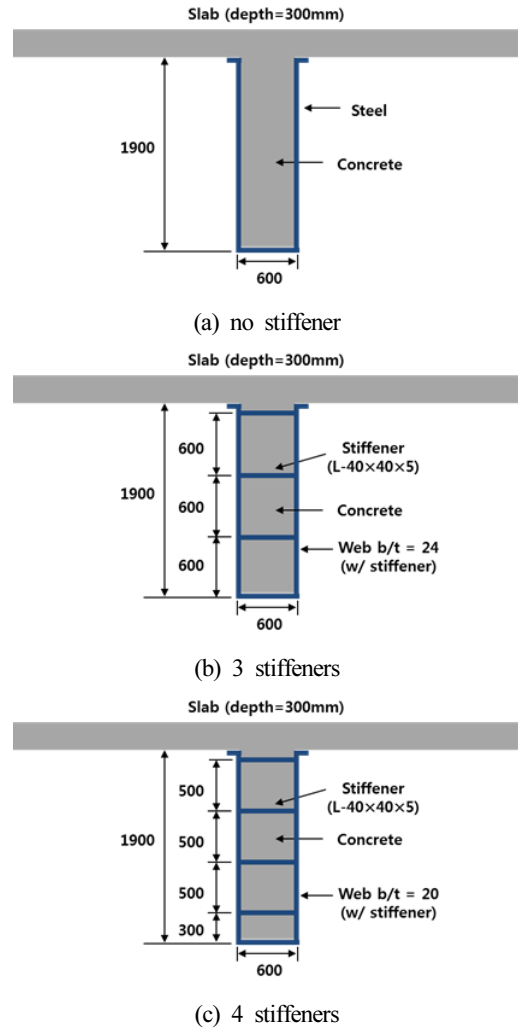 Slab (depth=300mm)
Steel
1900
Concrete
600
(a) no stiffener
Slab (depth=300mm)
600
Stiffener
(L-40×40×5)
1900
600
Concrete
Web b/t = 24
(w/ stiffener)
600
600
(b) 3 stiffeners
Slab (depth=300mm)
500
Stiffener
(L-40×40×5)
500
1900
Concrete
500
Web b/t = 20
(w/ stiffener)
300
600
(c) 4 stiffeners